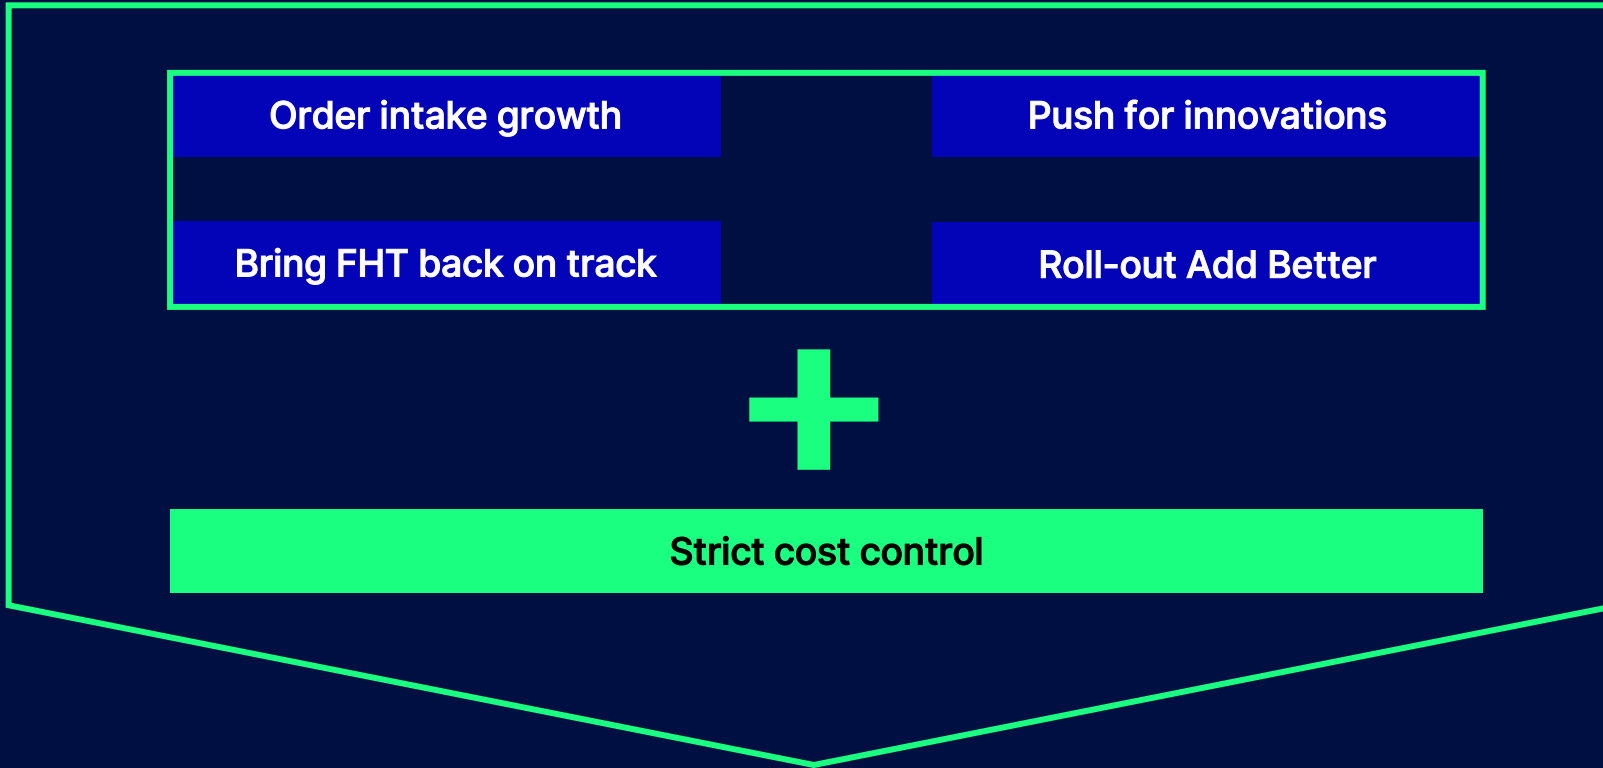 Order intake growth
Push for innovations
Bring FHT back on track
Roll-out Add Better
Strict cost control